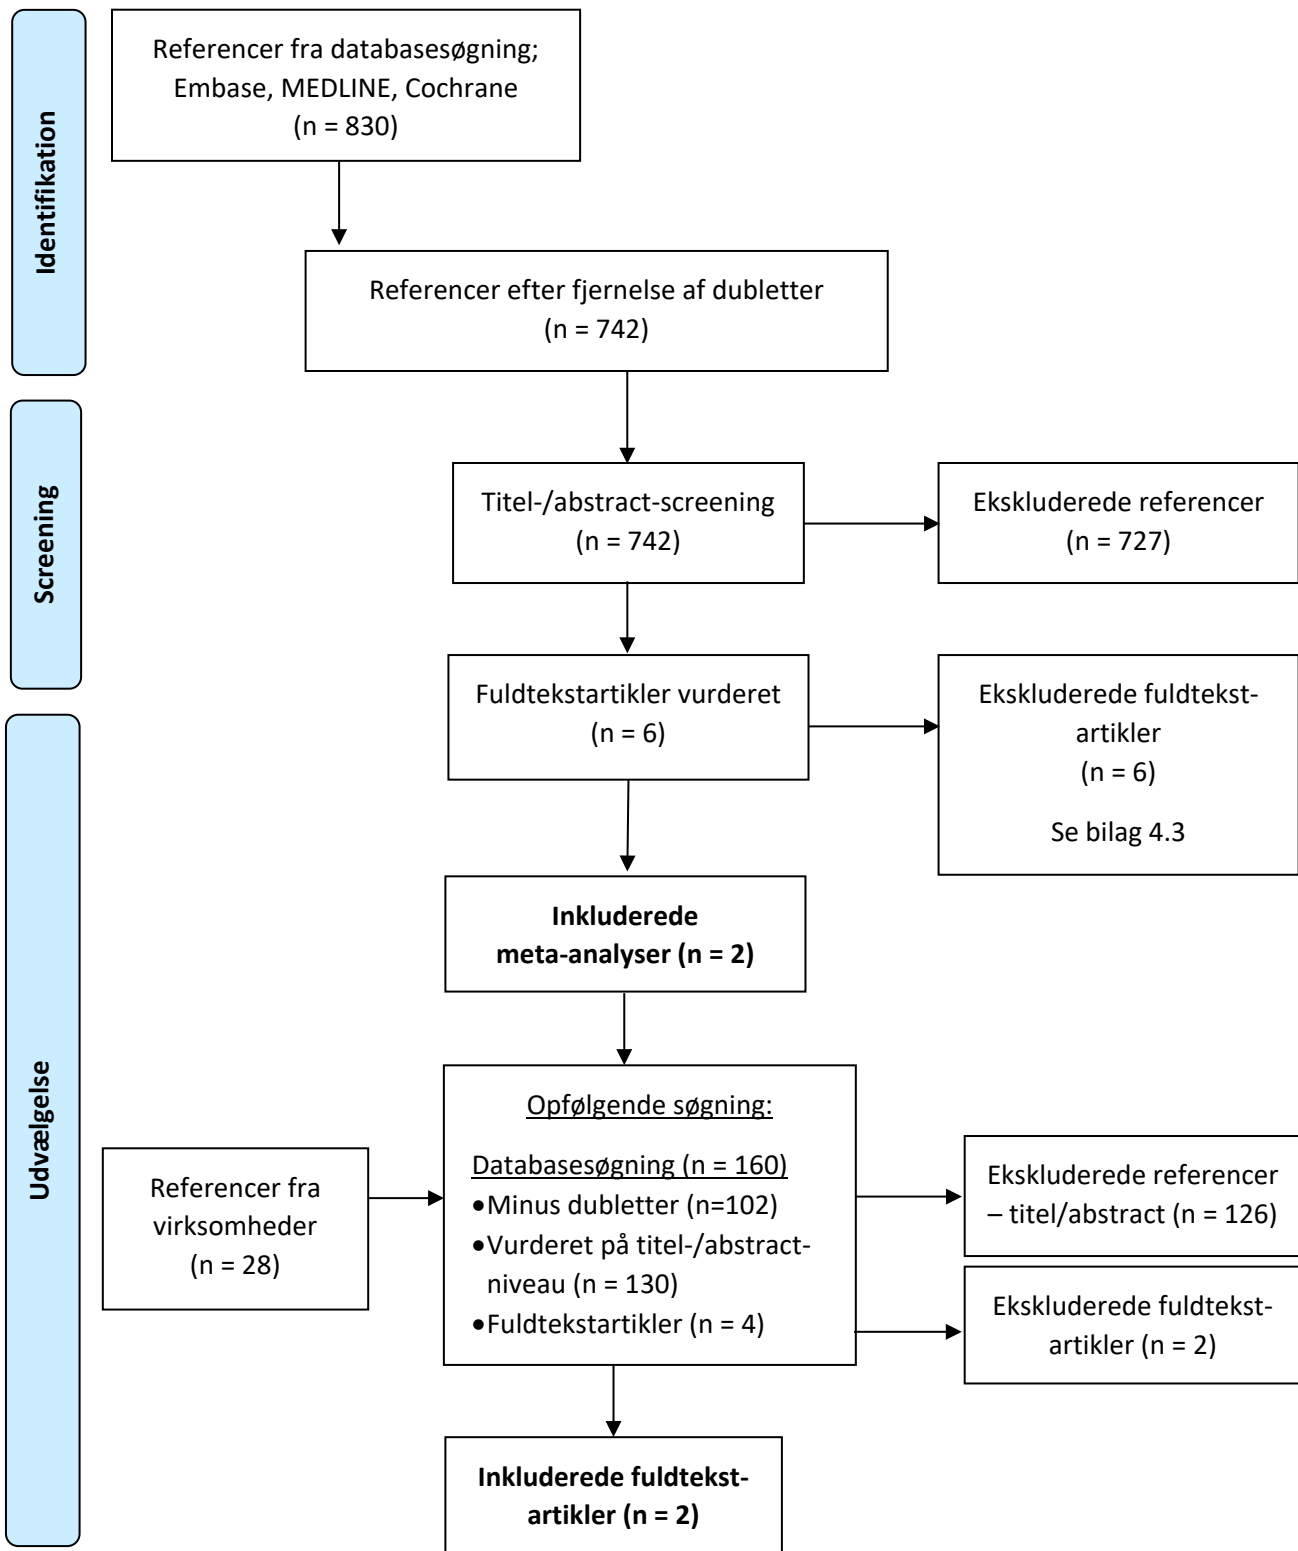 Identifikation
Referencer fra databasesøgning;
Embase, MEDLINE, Cochrane
(n = 830)
Referencer efter fjernelse af dubletter
(n = 742)
Screening
Titel-/abstract-screening
(n = 742)
Ekskluderede referencer
(n = 727)
Fuldtekstartikler vurderet
(n = 6)
Ekskluderede fuldtekst-
artikler
(n = 6)
Se bilag 4.3
Udvælgelse
Inkluderede
meta-analyser (n = 2)
Referencer fra
virksomheder
(n = 28)
Opfølgende søgning:
Databasesøgning (n = 160)
•Minus dubletter (n=102)
•Vurderet på titel-/abstract-
niveau (n = 130)
•Fuldtekstartikler (n = 4)
Ekskluderede referencer
– titel/abstract (n = 126)
Ekskluderede fuldtekst-
artikler (n = 2)
Inkluderede fuldtekst-
artikler (n = 2)